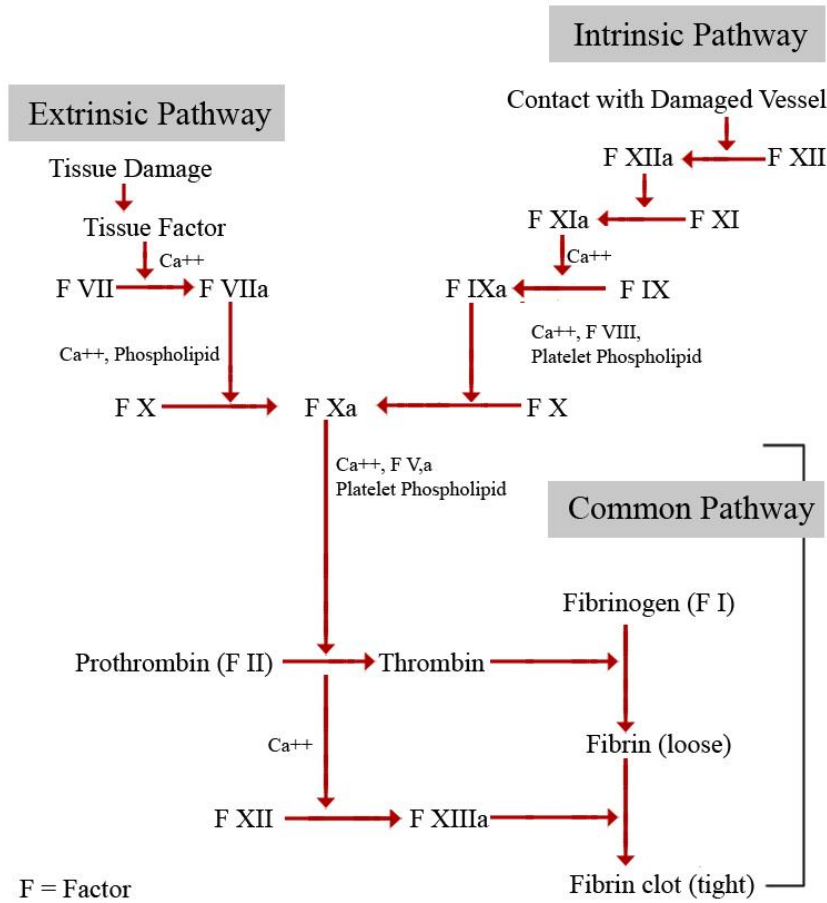 Intrinsic Pathway
Extrinsic Pathway
Contact with Damaged Vessel
Tissue Damage
F XIIa
F XII
Tissue Factor
F XIa
F XI
Ca++
Ca++
F VII
F VIIa
F IXa
F IX
Ca++, Phospholipid
Ca++, F VIII,
Platelet Phospholipid
F X
F Xa
F X
Ca++, F V,a
Platelet Phospholipid
Common Pathway
Fibrinogen (F I)
Prothrombin (F II)
Thrombin
Ca++
Fibrin (loose)
F XII
F XIIIa
Fibrin clot (tight)
F = Factor